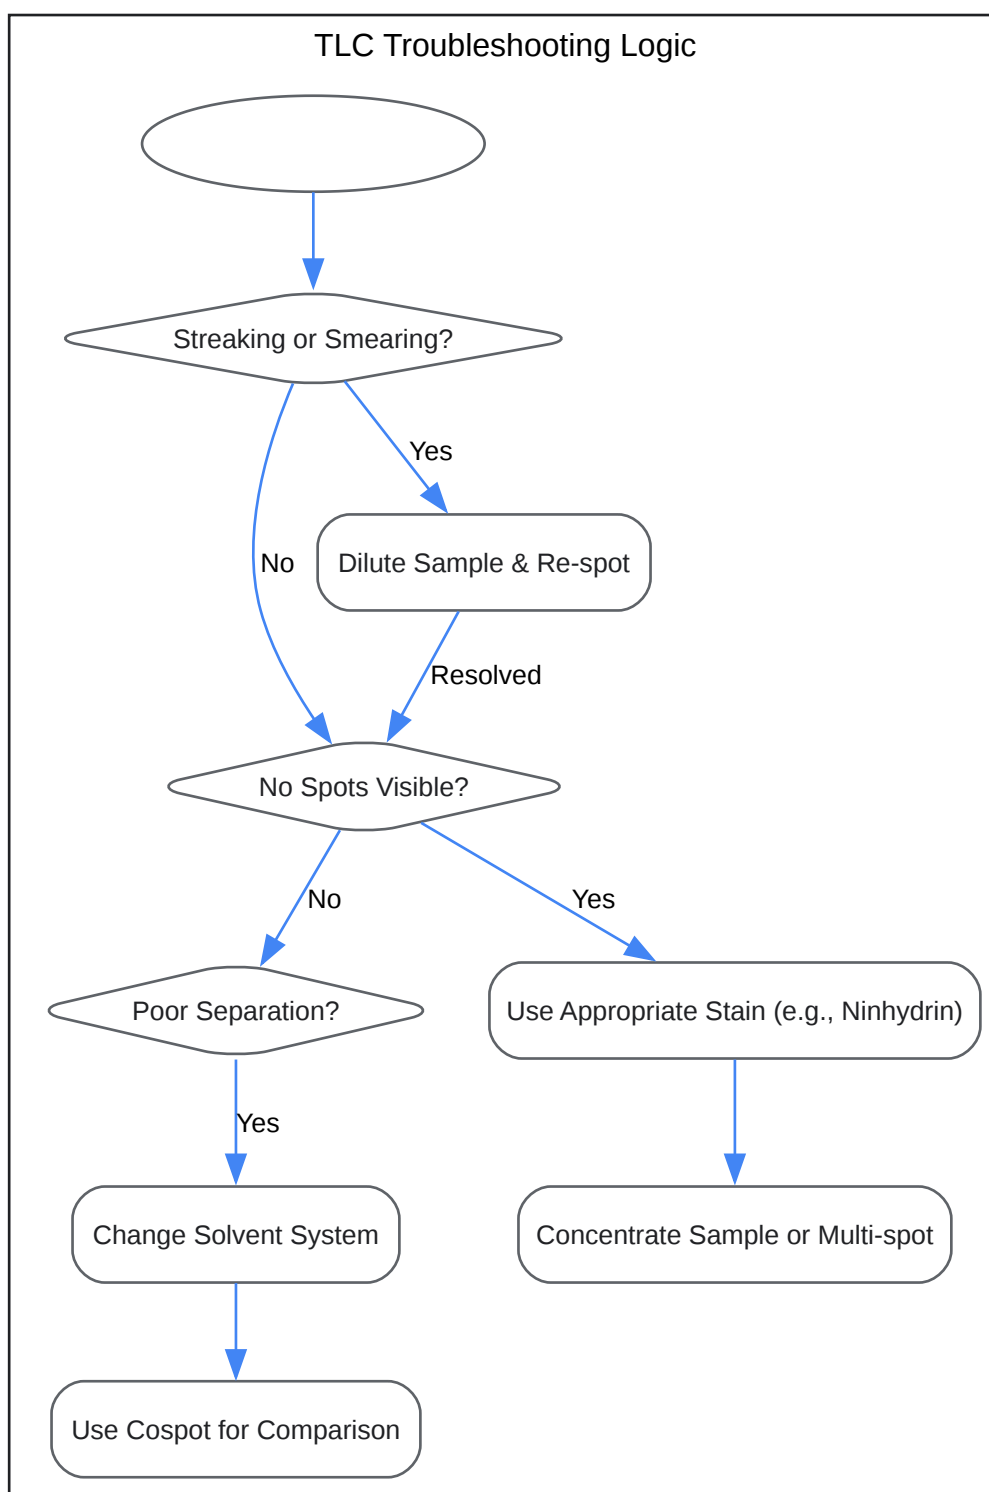 TLC Troubleshooting Logic
Streaking or Smearing?
Yes
No
Dilute Sample & Re-spot
Resolved
No Spots Visible?
No
Yes
Poor Separation?
Use Appropriate Stain (e.g., Ninhydrin)
Yes
Change Solvent System
Concentrate Sample or Multi-spot
Use Cospot for Comparison